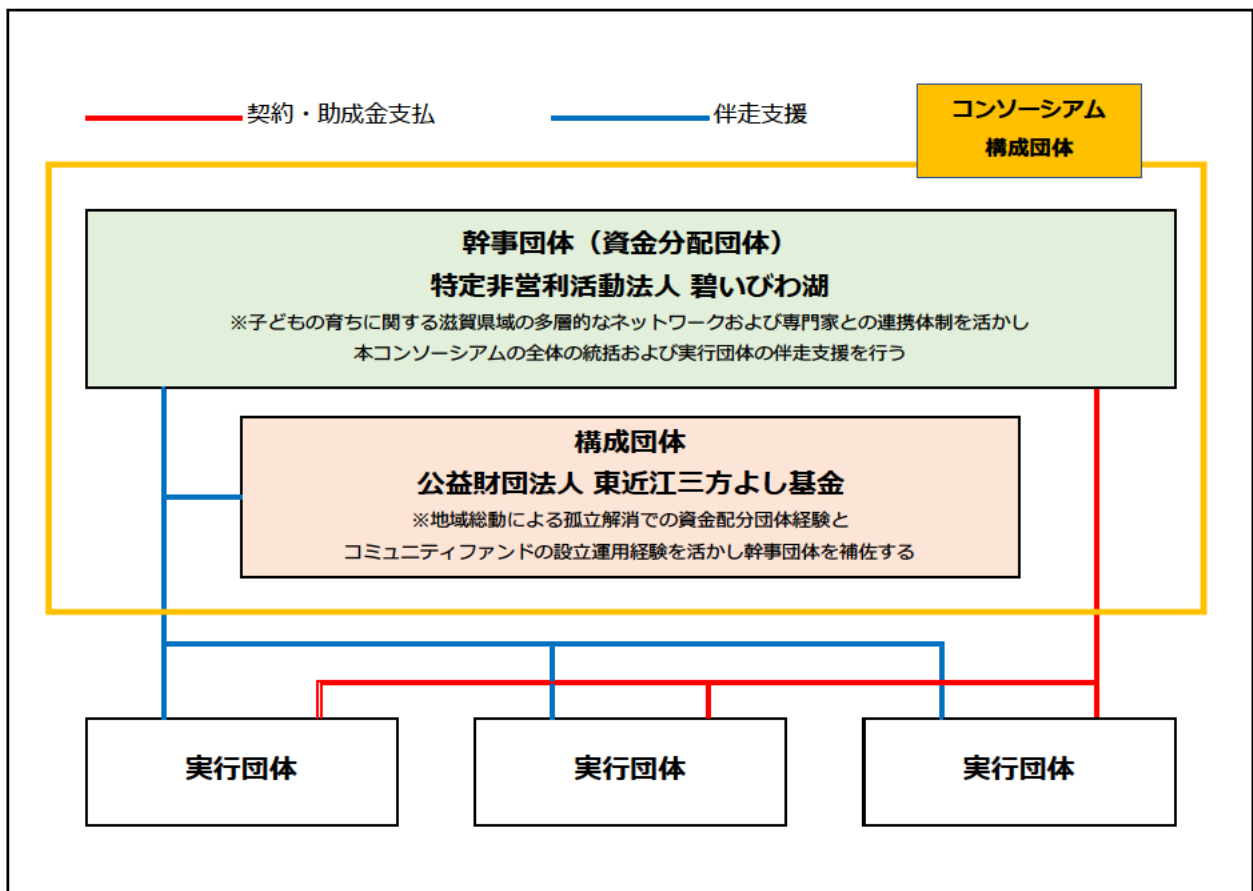 契約・助成金支払
伴走支援
コンソーシアム
構成団体
幹事団体（資金分配団体）
特定非営利活動法人 碧いびわ湖
※子どもの育ちに関する滋賀県域の多層的なネットワークおよび専門家との連携体制を活かし
本コンソーシアムの全体の統括および実行団体の伴走支援を行う
構成団体
公益財団法人 東近江三方よし基金
※地域総動による孤立解消での資金配分団体経験と
コミュニティファンドの設立運用経験を活かし幹事団体を補佐する
実行団体
実行団体
実行団体